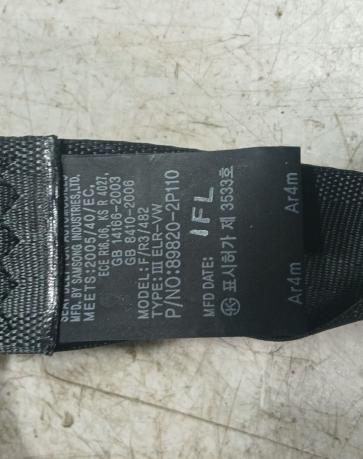 MFD. BY SAMSONG INDUSTRIES,LTD.
MEETS:2005/40/EC,
ECE R16.06, KS R 4027,
GB 14166-2003
GB 8410-2006
MODEL:F/R3/482
TYPE:III ELR-VW
P/NO:89820-2P110
1FL
MFD DATE:
표시허가 제 3533호
Ar4m Ar4m